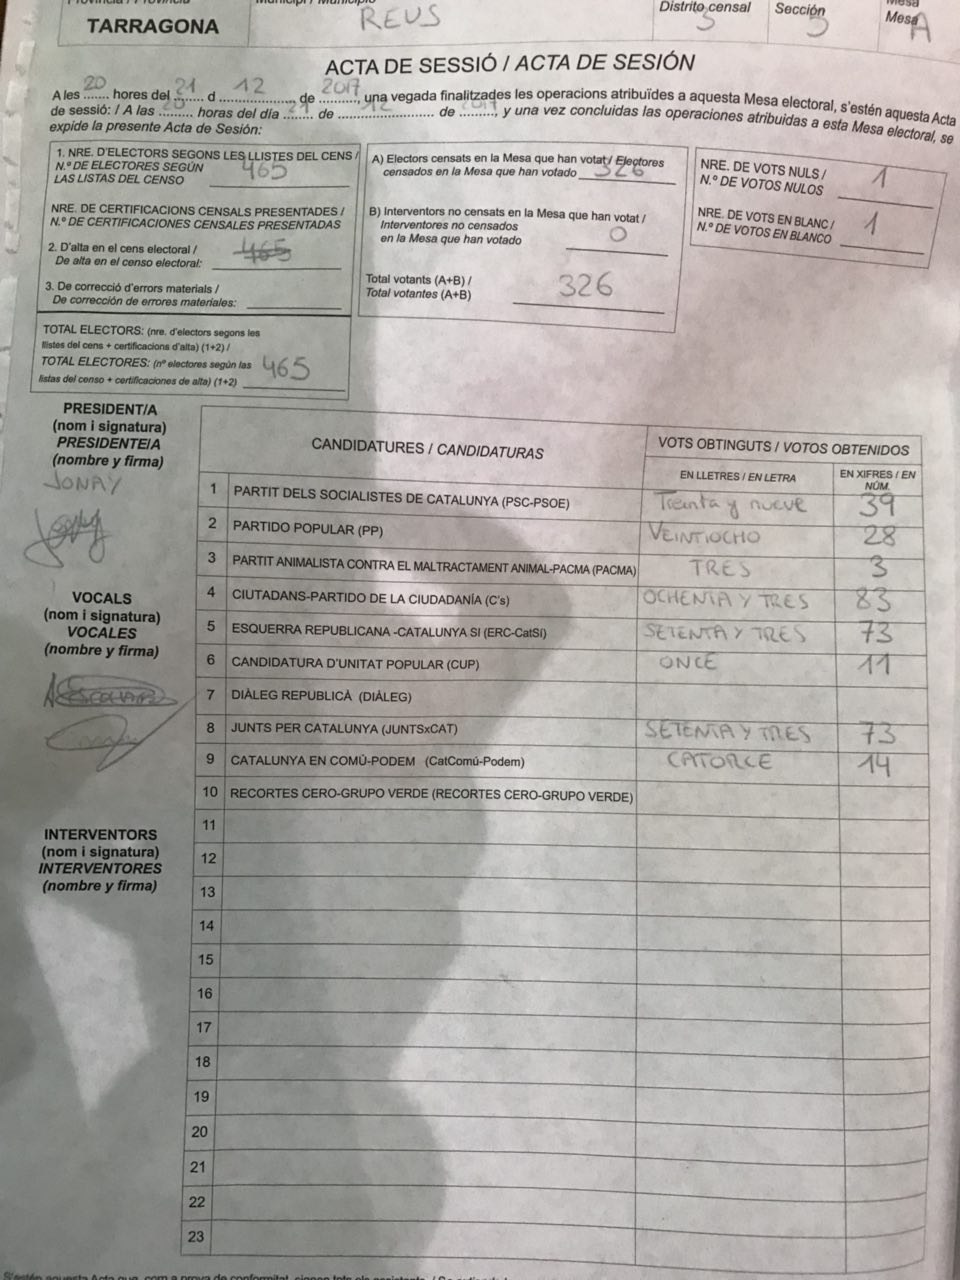 Província / Provincia
TARRAGONA
Municipi / Municipio
REUS
Distrito censal
5
Sección
5
Mesa
Mesa
A
ACTA DE SESSIÓ / ACTA DE SESIÓN
A les 20 hores del 21 d 12 de 2017, una vegada finalitzades les operacions atribuïdes a aquesta Mesa electoral, s'estén aquesta Acta
de sessió: / A las 20 horas del día 21 de 12 de 2017, y una vez concluidas las operaciones atribuidas a esta Mesa electoral, se
expide la presente Acta de Sesión:
1. NRE. D'ELECTORS SEGONS LES LLISTES DEL CENS /
N.º DE ELECTORES SEGÚN
LAS LISTAS DEL CENSO 465
NRE. DE CERTIFICACIONS CENSALS PRESENTADES /
N.º DE CERTIFICACIONES CENSALES PRESENTADAS
2. D'alta en el cens electoral /
De alta en el censo electoral: 465
3. De correcció d'errors materials /
De corrección de errores materiales:
TOTAL ELECTORS: (nre. d'electors segons les
llistes del cens + certificacions d'alta) (1+2) /
TOTAL ELECTORES: (nº electores según las
listas del censo + certificaciones de alta) (1+2) 465
A) Electors censats en la Mesa que han votat / Electores
censados en la Mesa que han votado 326
B) Interventors no censats en la Mesa que han votat /
Interventores no censados
en la Mesa que han votado 0
Total votants (A+B) /
Total votantes (A+B) 326
NRE. DE VOTS NULS /
N.º DE VOTOS NULOS 1
NRE. DE VOTS EN BLANC /
N.º DE VOTOS EN BLANCO 1
PRESIDENT/A
(nom i signatura)
PRESIDENTE/A
(nombre y firma)
JONAY
VOCALS
(nom i signatura)
VOCALES
(nombre y firma)
INTERVENTORS
(nom i signatura)
INTERVENTORES
(nombre y firma)
CANDIDATURES / CANDIDATURAS
VOTS OBTINGUTS / VOTOS OBTENIDOS
EN LLETRES / EN LETRA
EN XIFRES / EN
NÚM.
1 PARTIT DELS SOCIALISTES DE CATALUNYA (PSC-PSOE) Treinta y nueve 39
2 PARTIDO POPULAR (PP) VEINTIOCHO 28
3 PARTIT ANIMALISTA CONTRA EL MALTRACTAMENT ANIMAL-PACMA (PACMA) TRES 3
4 CIUTADANS-PARTIDO DE LA CIUDADANÍA (C's) OCHENTA Y TRES 83
5 ESQUERRA REPUBLICANA -CATALUNYA SI (ERC-CatSí) SETENTA Y TRES 73
6 CANDIDATURA D'UNITAT POPULAR (CUP) ONCE 11
7 DIÀLEG REPUBLICÀ (DIÀLEG)
8 JUNTS PER CATALUNYA (JUNTSxCAT) SETENTA Y TRES 73
9 CATALUNYA EN COMÚ-PODEM (CatComú-Podem) CATORCE 14
10 RECORTES CERO-GRUPO VERDE (RECORTES CERO-GRUPO VERDE)
11
12
13
14
15
16
17
18
19
20
21
22
23